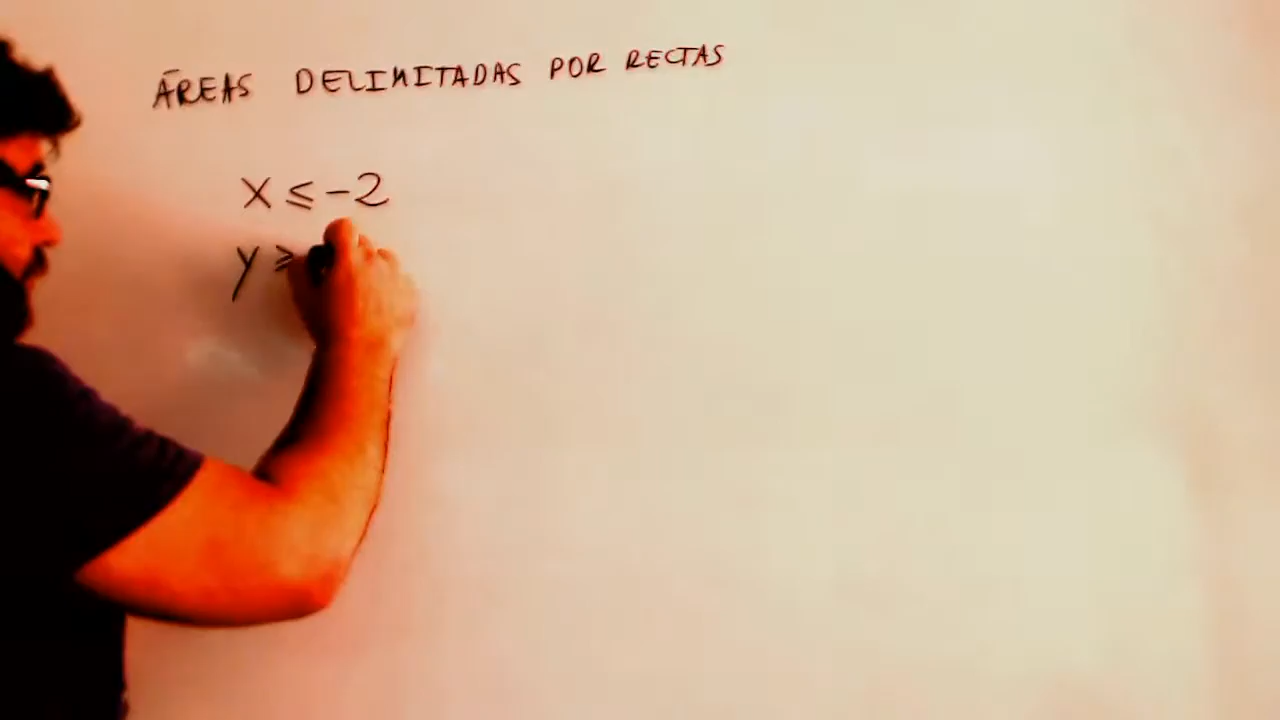 ÁREAS DELIMITADAS POR RECTAS
x ≤ -2
y ≥